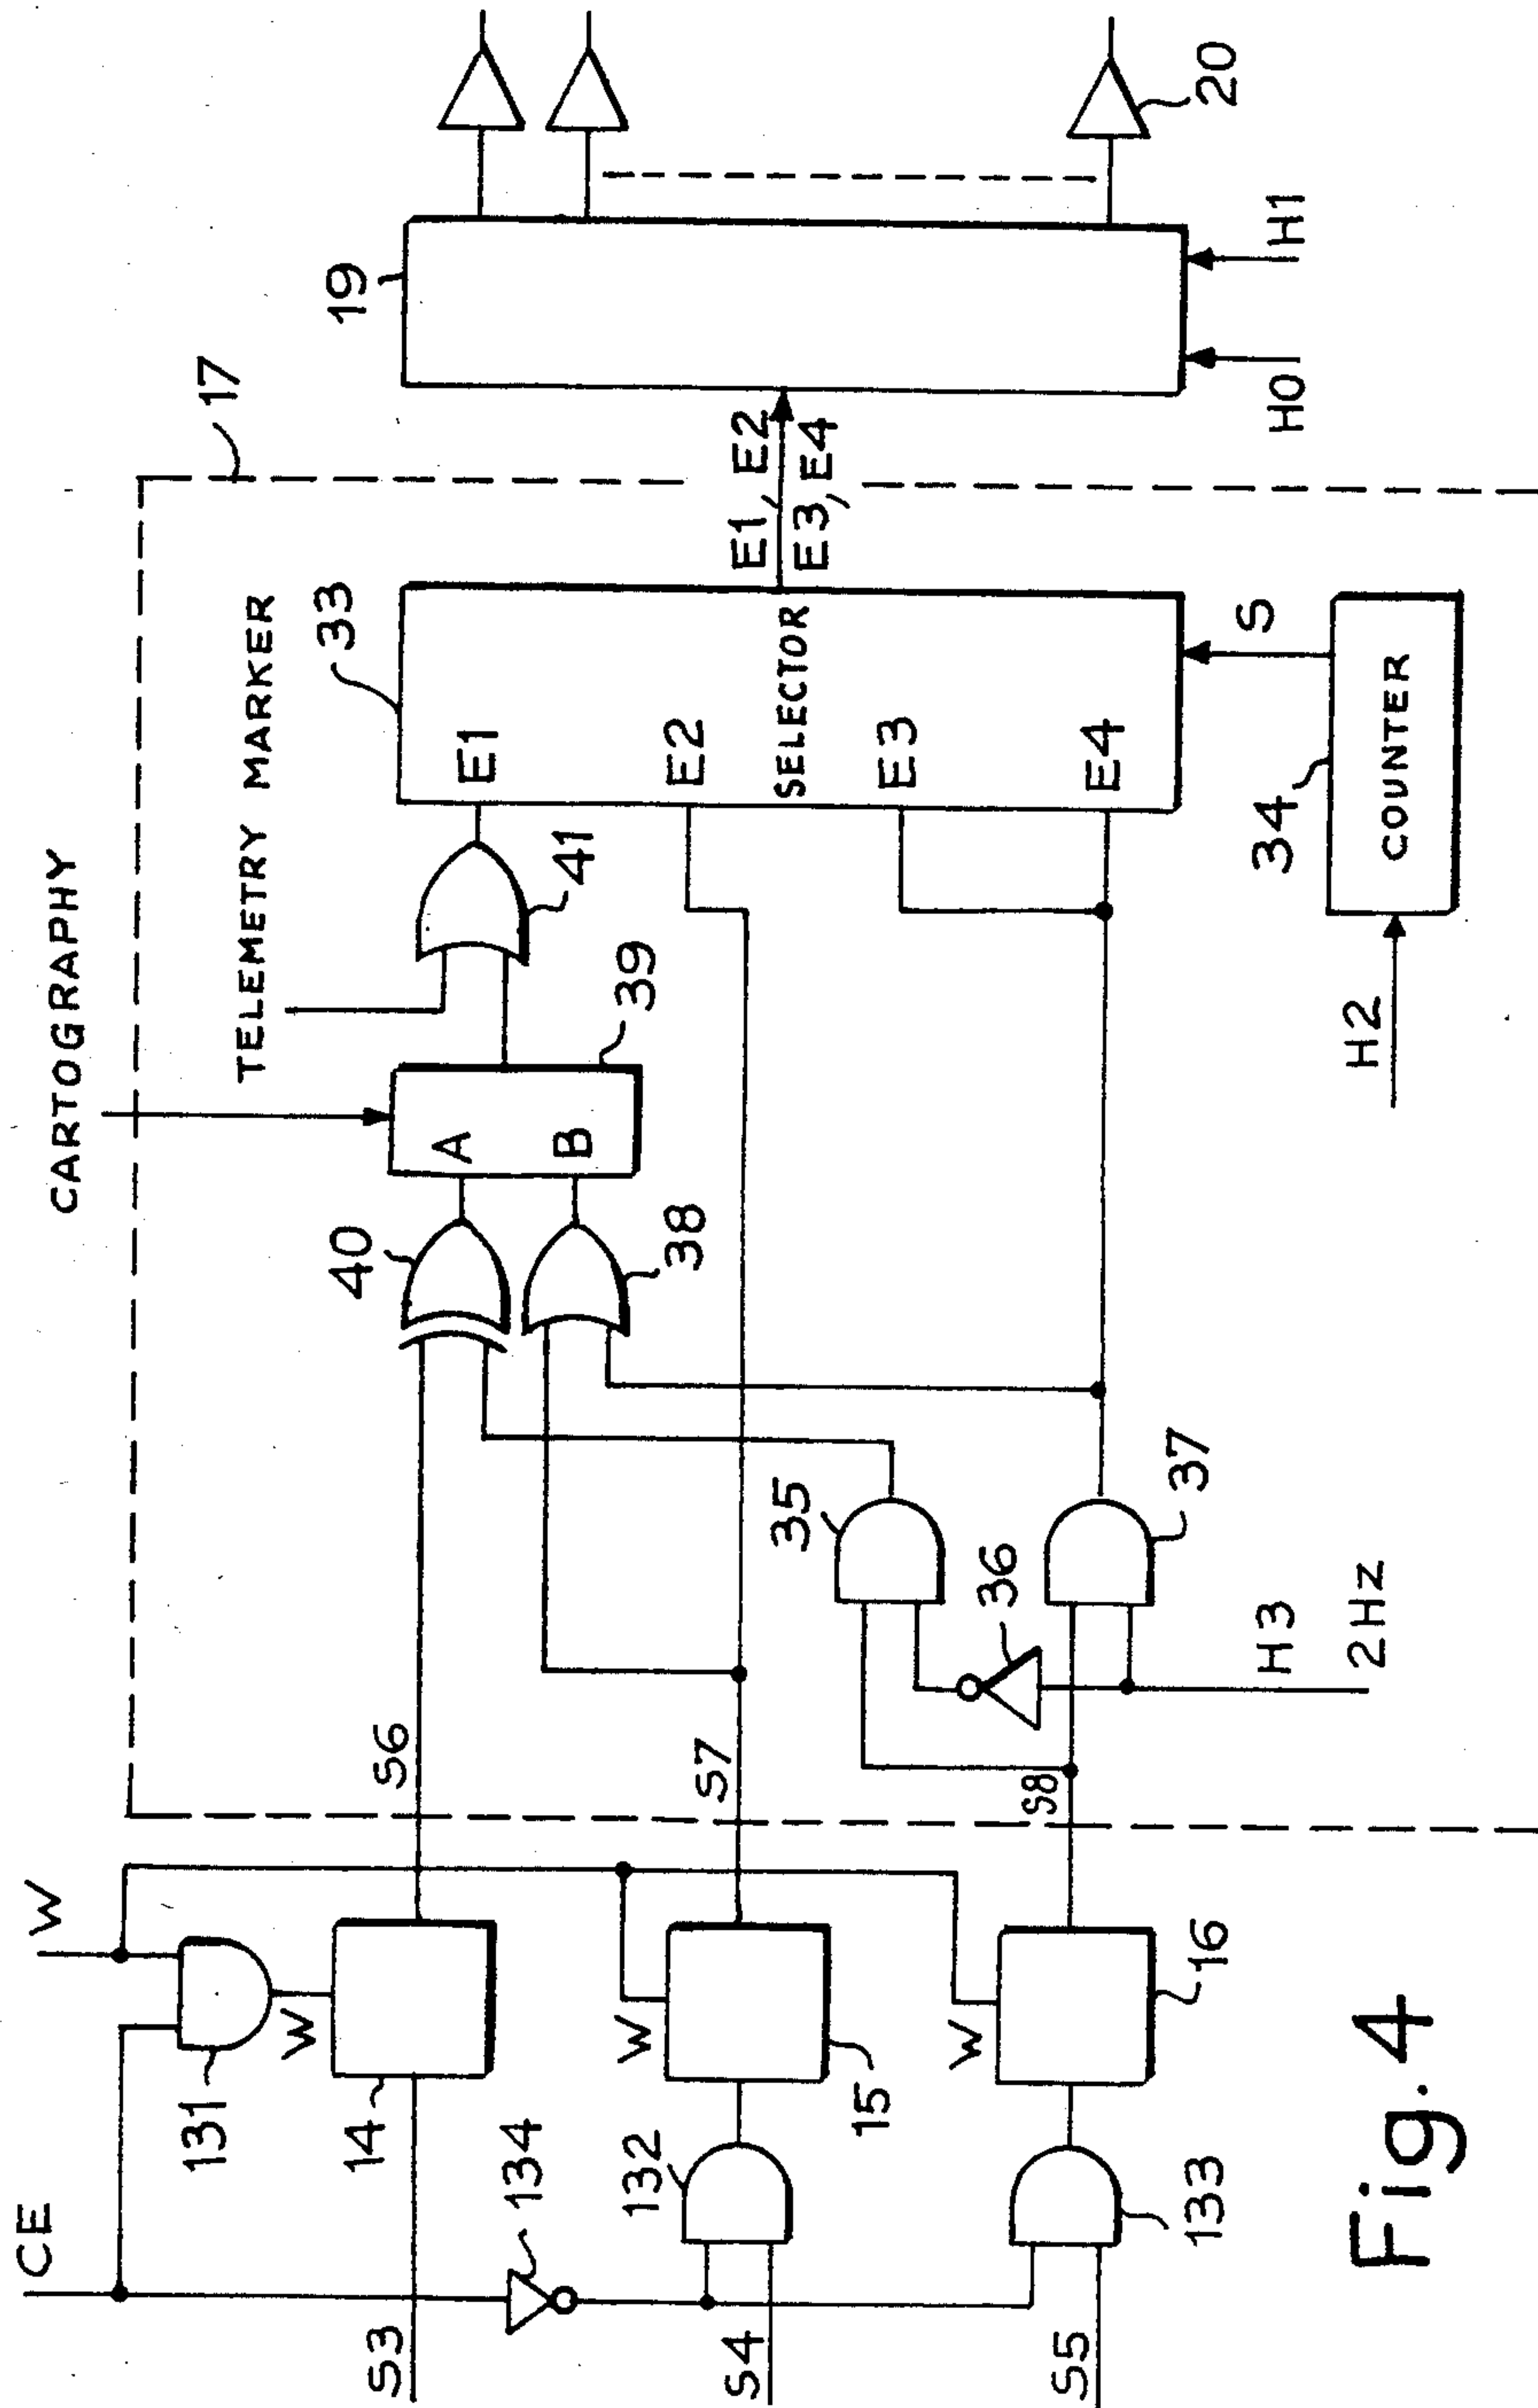 CE
W
CARTOGRAPHY
17
TELEMETRY MARKER
131
W
S3
14
S6
40
A
39
B
38
41
33
E1
E2
SELECTOR
E3
E4
E1, E2
E3, E4
19
20
H0
H1
134
S4
132
W
15
S7
35
36
37
S5
133
W
16
S8
H3
2Hz
H2
34
COUNTER
S
Fig. 4